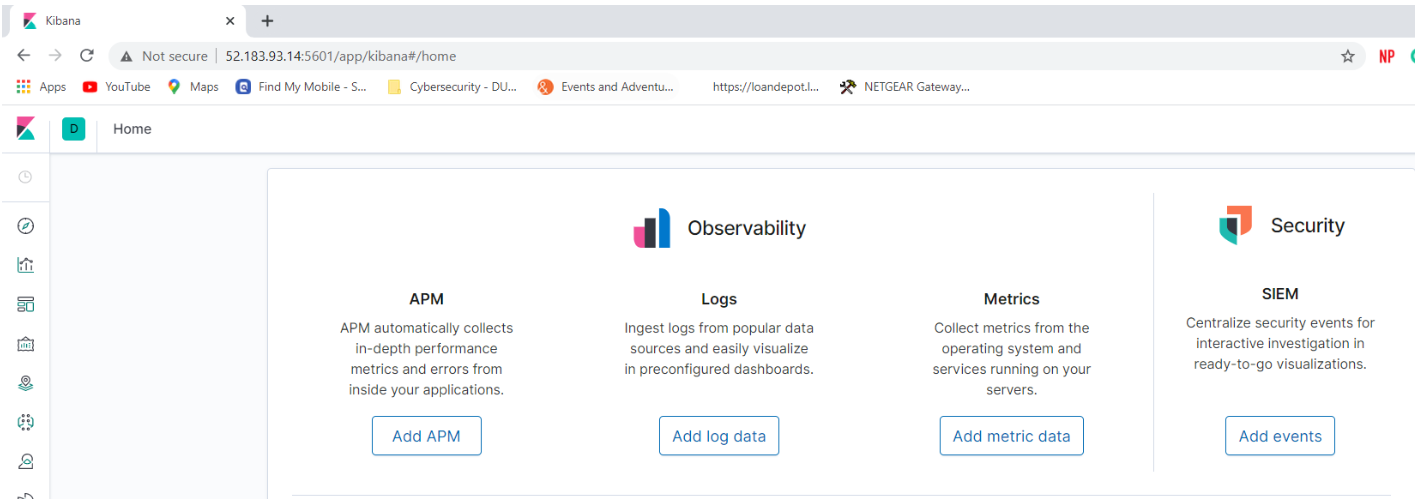 Kibana
Not secure | 52.183.93.14:5601/app/kibana#/home
NP
Apps YouTube Maps Find My Mobile - S... Cybersecurity - DU... Events and Adventu... https://loandepot.l... NETGEAR Gateway...
D Home
Observability
Security
APM
APM automatically collects
in-depth performance
metrics and errors from
inside your applications.
Add APM
Logs
Ingest logs from popular data
sources and easily visualize
in preconfigured dashboards.
Add log data
Metrics
Collect metrics from the
operating system and
services running on your
servers.
Add metric data
SIEM
Centralize security events for
interactive investigation in
ready-to-go visualizations.
Add events